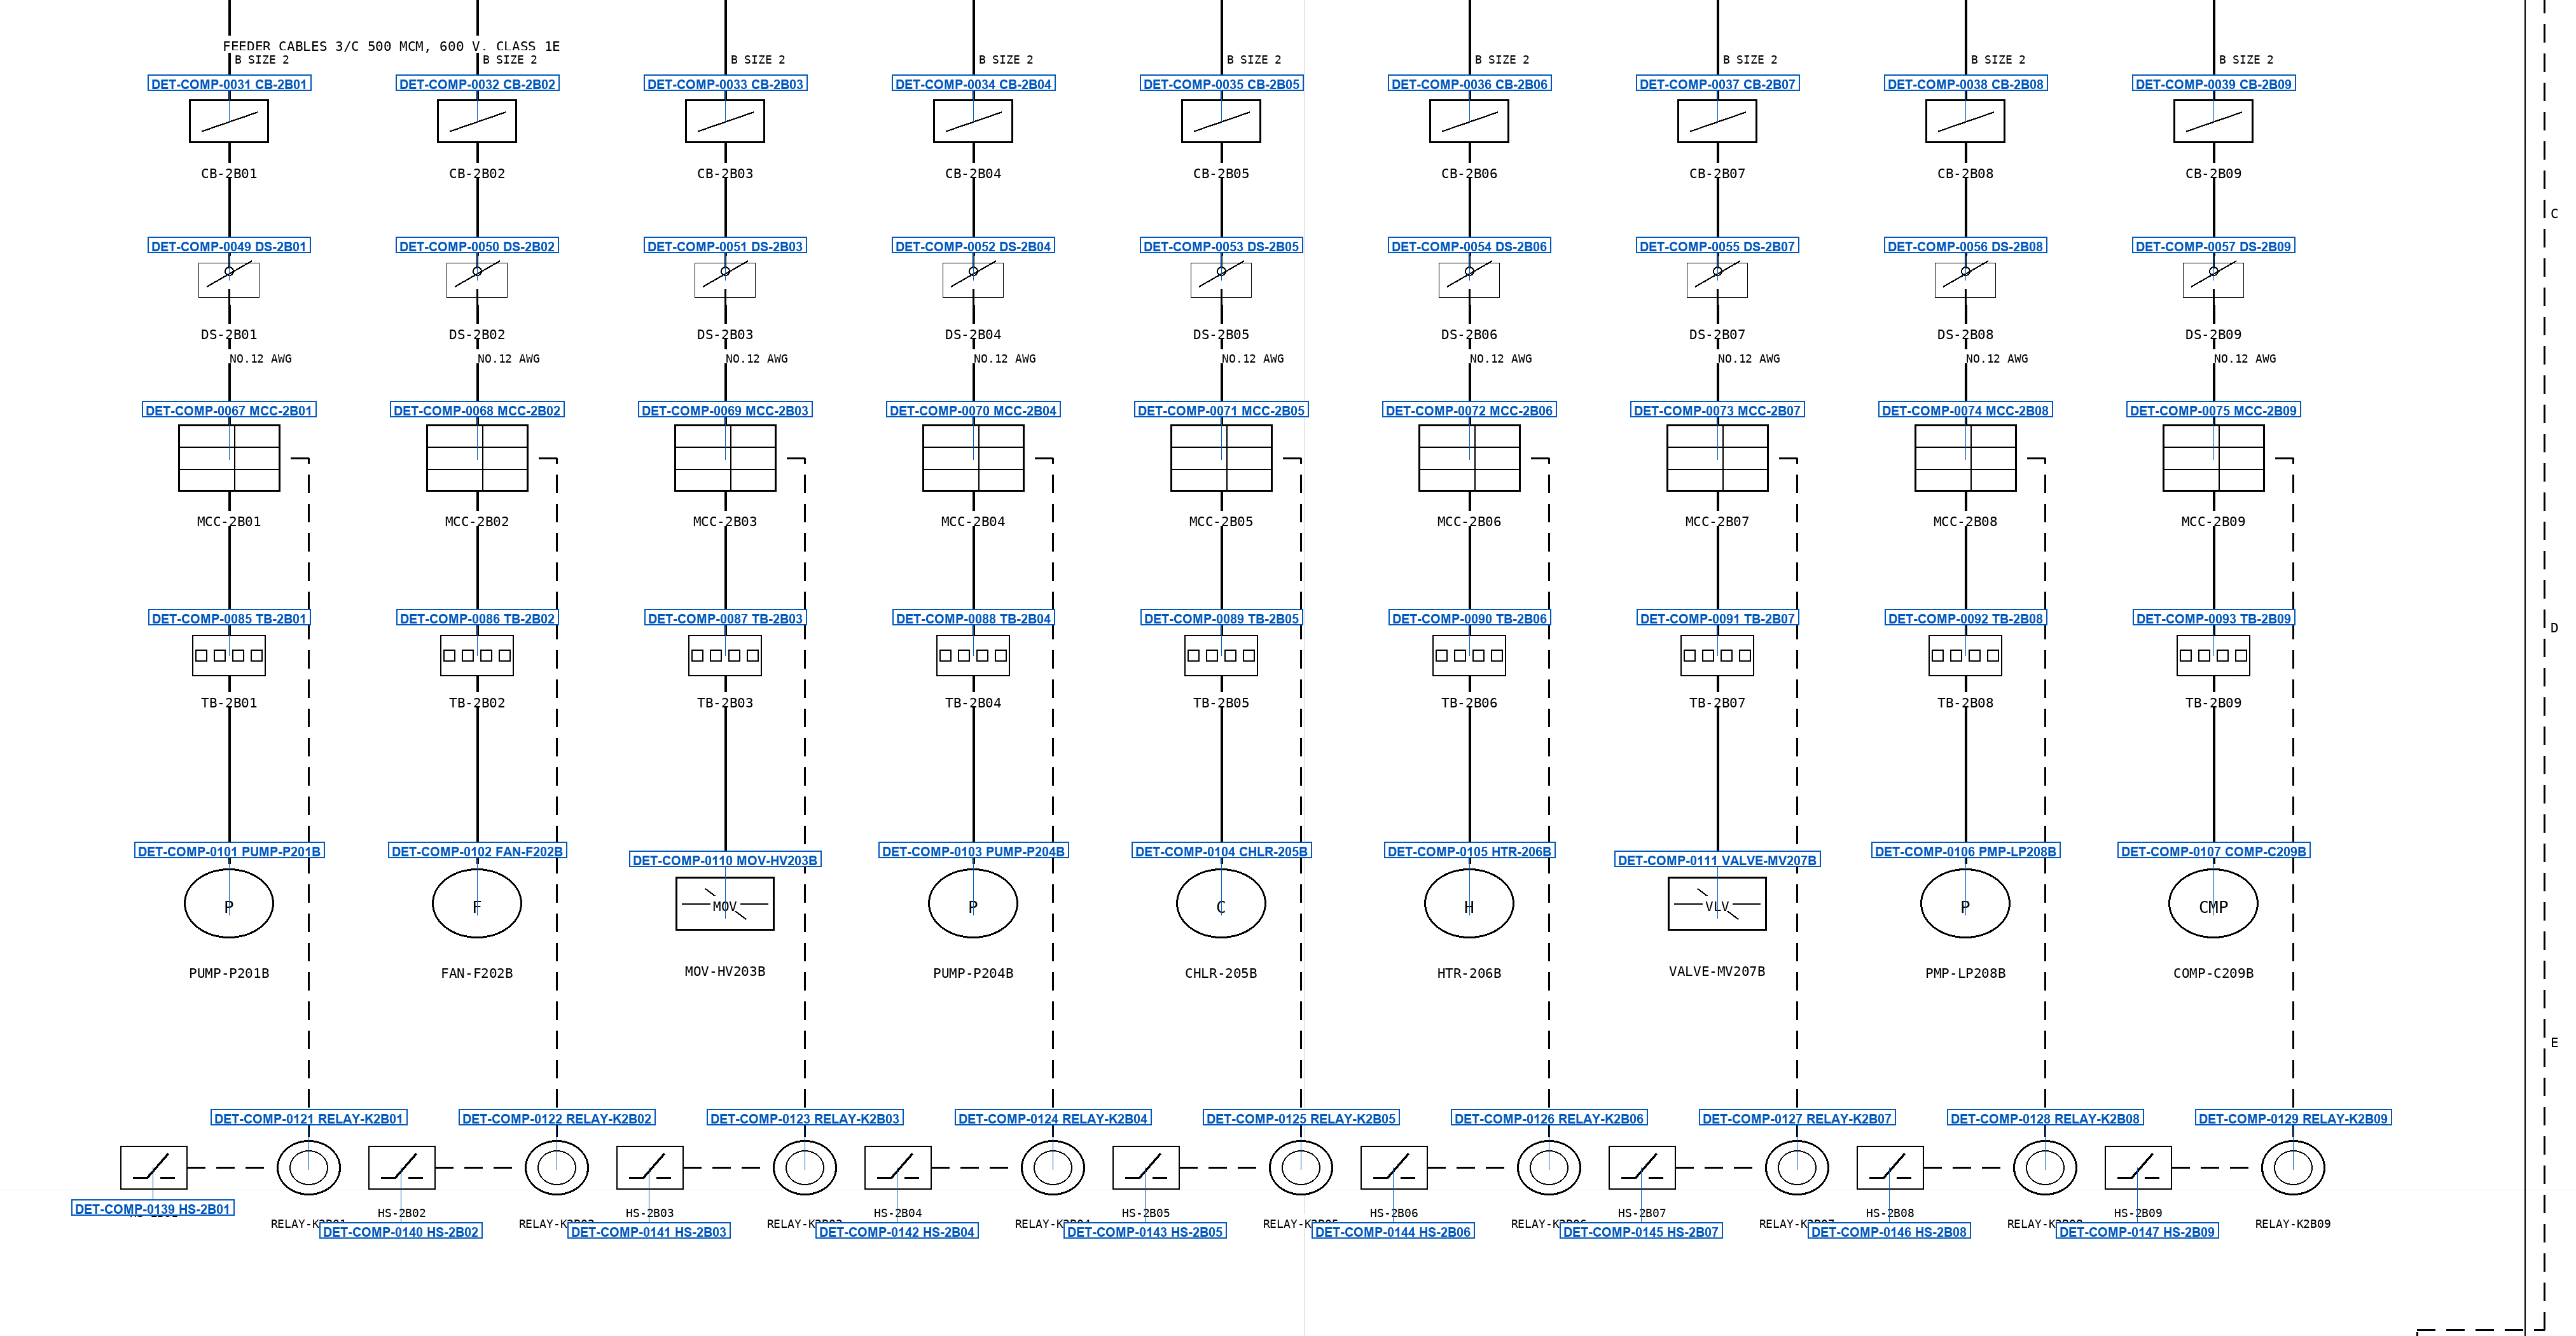 FEEDER CABLES 3/C 500 MCM, 600 V. CLASS 1E
B SIZE 2 B SIZE 2 B SIZE 2 B SIZE 2 B SIZE 2 B SIZE 2 B SIZE 2 B SIZE 2 B SIZE 2
DET-COMP-0031 CB-2B01 DET-COMP-0032 CB-2B02 DET-COMP-0033 CB-2B03 DET-COMP-0034 CB-2B04 DET-COMP-0035 CB-2B05 DET-COMP-0036 CB-2B06 DET-COMP-0037 CB-2B07 DET-COMP-0038 CB-2B08 DET-COMP-0039 CB-2B09
CB-2B01 CB-2B02 CB-2B03 CB-2B04 CB-2B05 CB-2B06 CB-2B07 CB-2B08 CB-2B09
C
DET-COMP-0049 DS-2B01 DET-COMP-0050 DS-2B02 DET-COMP-0051 DS-2B03 DET-COMP-0052 DS-2B04 DET-COMP-0053 DS-2B05 DET-COMP-0054 DS-2B06 DET-COMP-0055 DS-2B07 DET-COMP-0056 DS-2B08 DET-COMP-0057 DS-2B09
DS-2B01 DS-2B02 DS-2B03 DS-2B04 DS-2B05 DS-2B06 DS-2B07 DS-2B08 DS-2B09
NO.12 AWG NO.12 AWG NO.12 AWG NO.12 AWG NO.12 AWG NO.12 AWG NO.12 AWG NO.12 AWG NO.12 AWG
DET-COMP-0067 MCC-2B01 DET-COMP-0068 MCC-2B02 DET-COMP-0069 MCC-2B03 DET-COMP-0070 MCC-2B04 DET-COMP-0071 MCC-2B05 DET-COMP-0072 MCC-2B06 DET-COMP-0073 MCC-2B07 DET-COMP-0074 MCC-2B08 DET-COMP-0075 MCC-2B09
MCC-2B01 MCC-2B02 MCC-2B03 MCC-2B04 MCC-2B05 MCC-2B06 MCC-2B07 MCC-2B08 MCC-2B09
DET-COMP-0085 TB-2B01 DET-COMP-0086 TB-2B02 DET-COMP-0087 TB-2B03 DET-COMP-0088 TB-2B04 DET-COMP-0089 TB-2B05 DET-COMP-0090 TB-2B06 DET-COMP-0091 TB-2B07 DET-COMP-0092 TB-2B08 DET-COMP-0093 TB-2B09
D
TB-2B01 TB-2B02 TB-2B03 TB-2B04 TB-2B05 TB-2B06 TB-2B07 TB-2B08 TB-2B09
DET-COMP-0101 PUMP-P201B DET-COMP-0102 FAN-F202B DET-COMP-0110 MOV-HV203B DET-COMP-0103 PUMP-P204B DET-COMP-0104 CHLR-205B DET-COMP-0105 HTR-206B DET-COMP-0111 VALVE-MV207B DET-COMP-0106 PMP-LP208B DET-COMP-0107 COMP-C209B
P F MOV P C H VLV P CMP
PUMP-P201B FAN-F202B MOV-HV203B PUMP-P204B CHLR-205B HTR-206B VALVE-MV207B PMP-LP208B COMP-C209B
E
DET-COMP-0121 RELAY-K2B01 DET-COMP-0122 RELAY-K2B02 DET-COMP-0123 RELAY-K2B03 DET-COMP-0124 RELAY-K2B04 DET-COMP-0125 RELAY-K2B05 DET-COMP-0126 RELAY-K2B06 DET-COMP-0127 RELAY-K2B07 DET-COMP-0128 RELAY-K2B08 DET-COMP-0129 RELAY-K2B09
DET-COMP-0139 HS-2B01 HS-2B02 HS-2B03 HS-2B04 HS-2B05 HS-2B06 HS-2B07 HS-2B08 HS-2B09
RELAY-K2B09
DET-COMP-0140 HS-2B02 DET-COMP-0141 HS-2B03 DET-COMP-0142 HS-2B04 DET-COMP-0143 HS-2B05 DET-COMP-0144 HS-2B06 DET-COMP-0145 HS-2B07 DET-COMP-0146 HS-2B08 DET-COMP-0147 HS-2B09